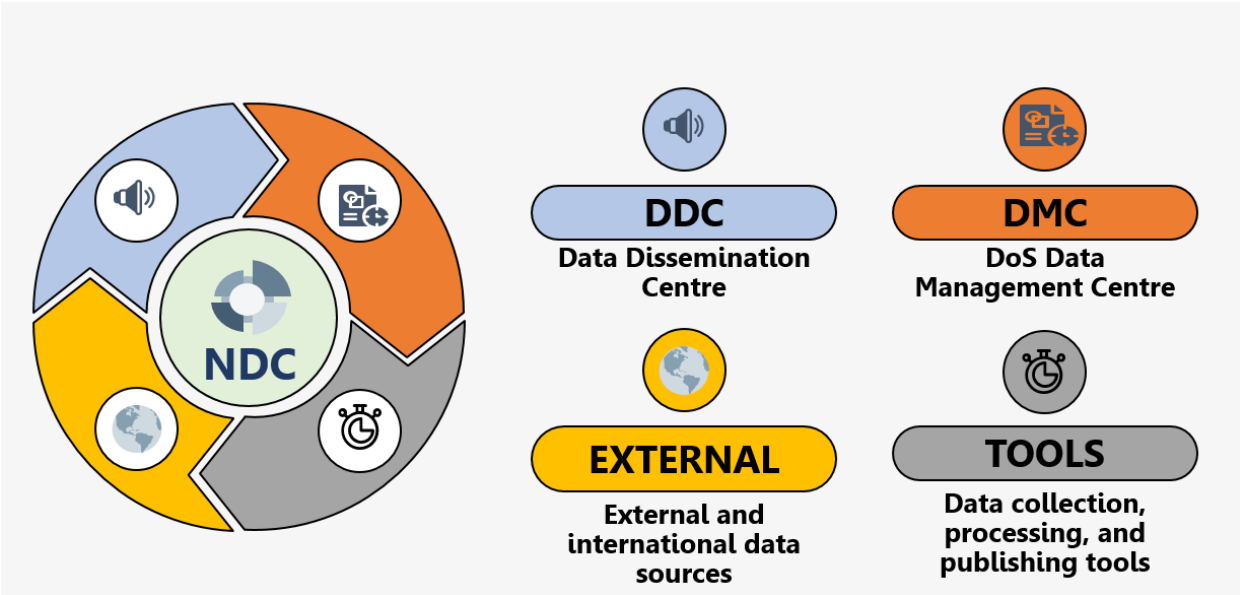 NDC
DDC
Data Dissemination
Centre
DMC
DoS Data
Management Centre
EXTERNAL
External and
international data
sources
TOOLS
Data collection,
processing, and
publishing tools